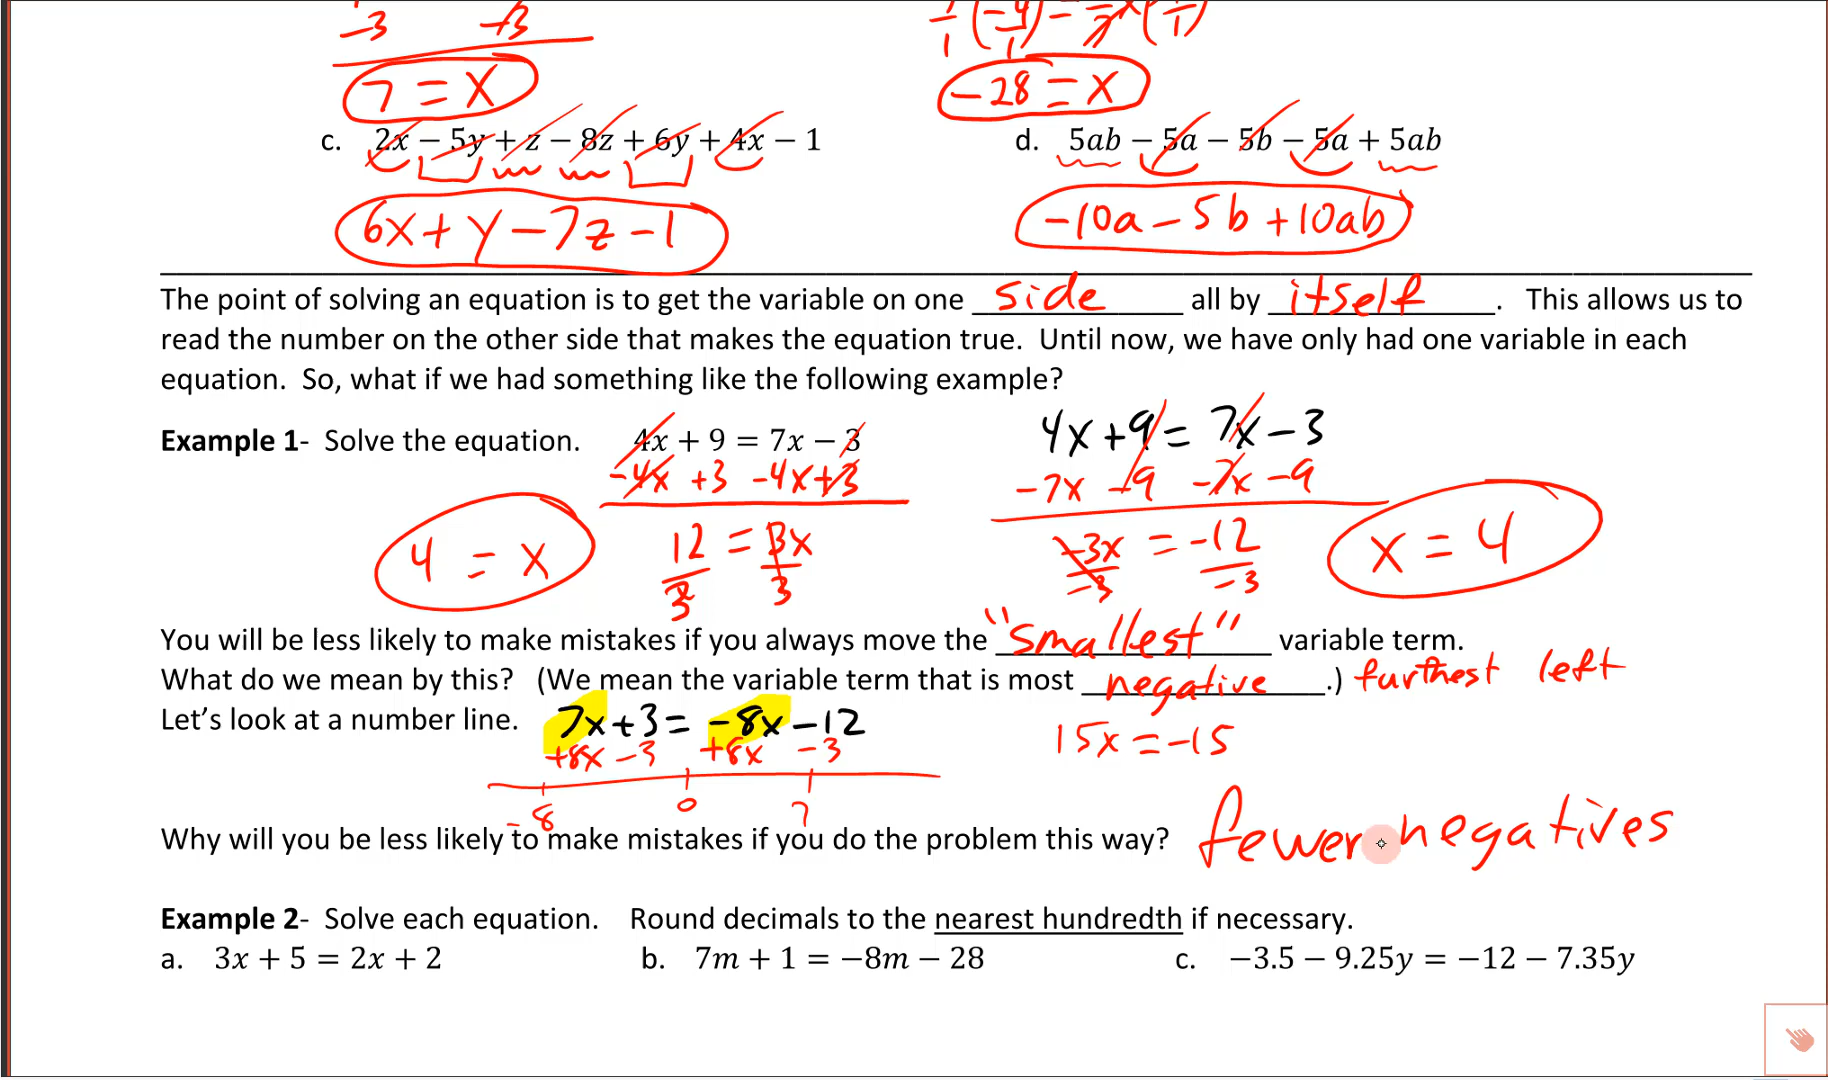 -3 +3
1/1 (-4/1) = 1/7 x (7/1)
7 = x
-28 = x
c. 2x − 5y + z − 8z + 6y + 4x − 1
d. 5ab − 5a − 5b − 5a + 5ab
6x + y - 7z - 1
-10a - 5b + 10ab
The point of solving an equation is to get the variable on one side all by itself. This allows us to
read the number on the other side that makes the equation true. Until now, we have only had one variable in each
equation. So, what if we had something like the following example?
Example 1- Solve the equation. 4x + 9 = 7x − 3
4x + 9 = 7x - 3
-4x +3 -4x +3
-7x -9 -7x -9
12 = 3x
3 3
4 = x
-3x = -12
-3 -3
x = 4
You will be less likely to make mistakes if you always move the "smallest" variable term.
What do we mean by this? (We mean the variable term that is most negative.) furthest left
Let's look at a number line. 7x + 3 = -8x - 12
+8x -3 +8x -3
15x = -15
-8 0 7
Why will you be less likely to make mistakes if you do the problem this way? fewer negatives
Example 2- Solve each equation. Round decimals to the nearest hundredth if necessary.
a. 3x + 5 = 2x + 2
b. 7m + 1 = −8m − 28
c. −3.5 − 9.25y = −12 − 7.35y